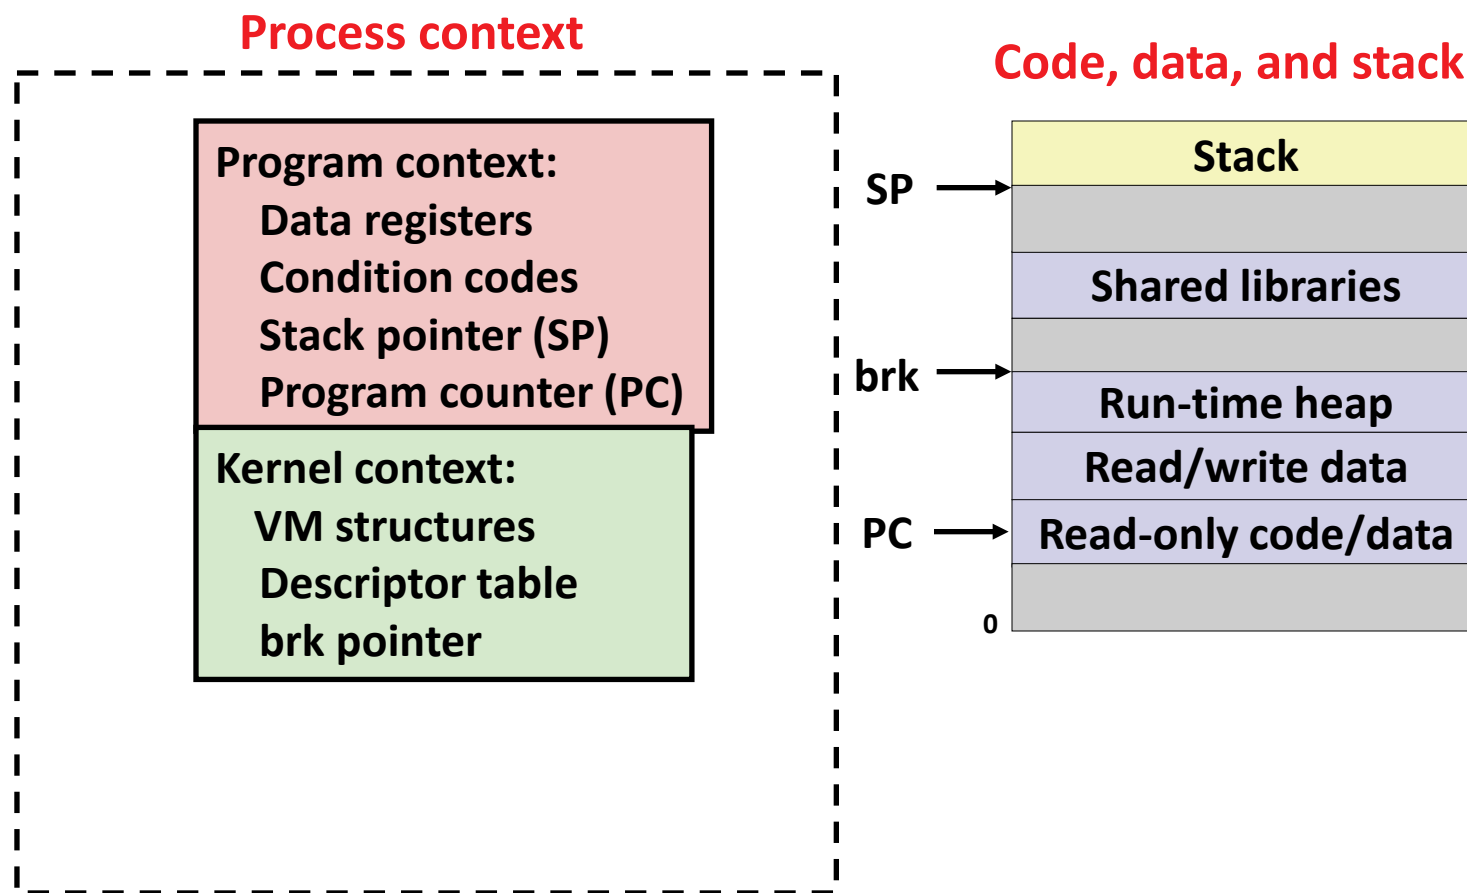 Process context
Program context:
Data registers
Condition codes
Stack pointer (SP)
Program counter (PC)
Kernel context:
VM structures
Descriptor table
brk pointer
Code, data, and stack
Stack
SP
Shared libraries
brk
Run-time heap
Read/write data
PC
Read-only code/data
0